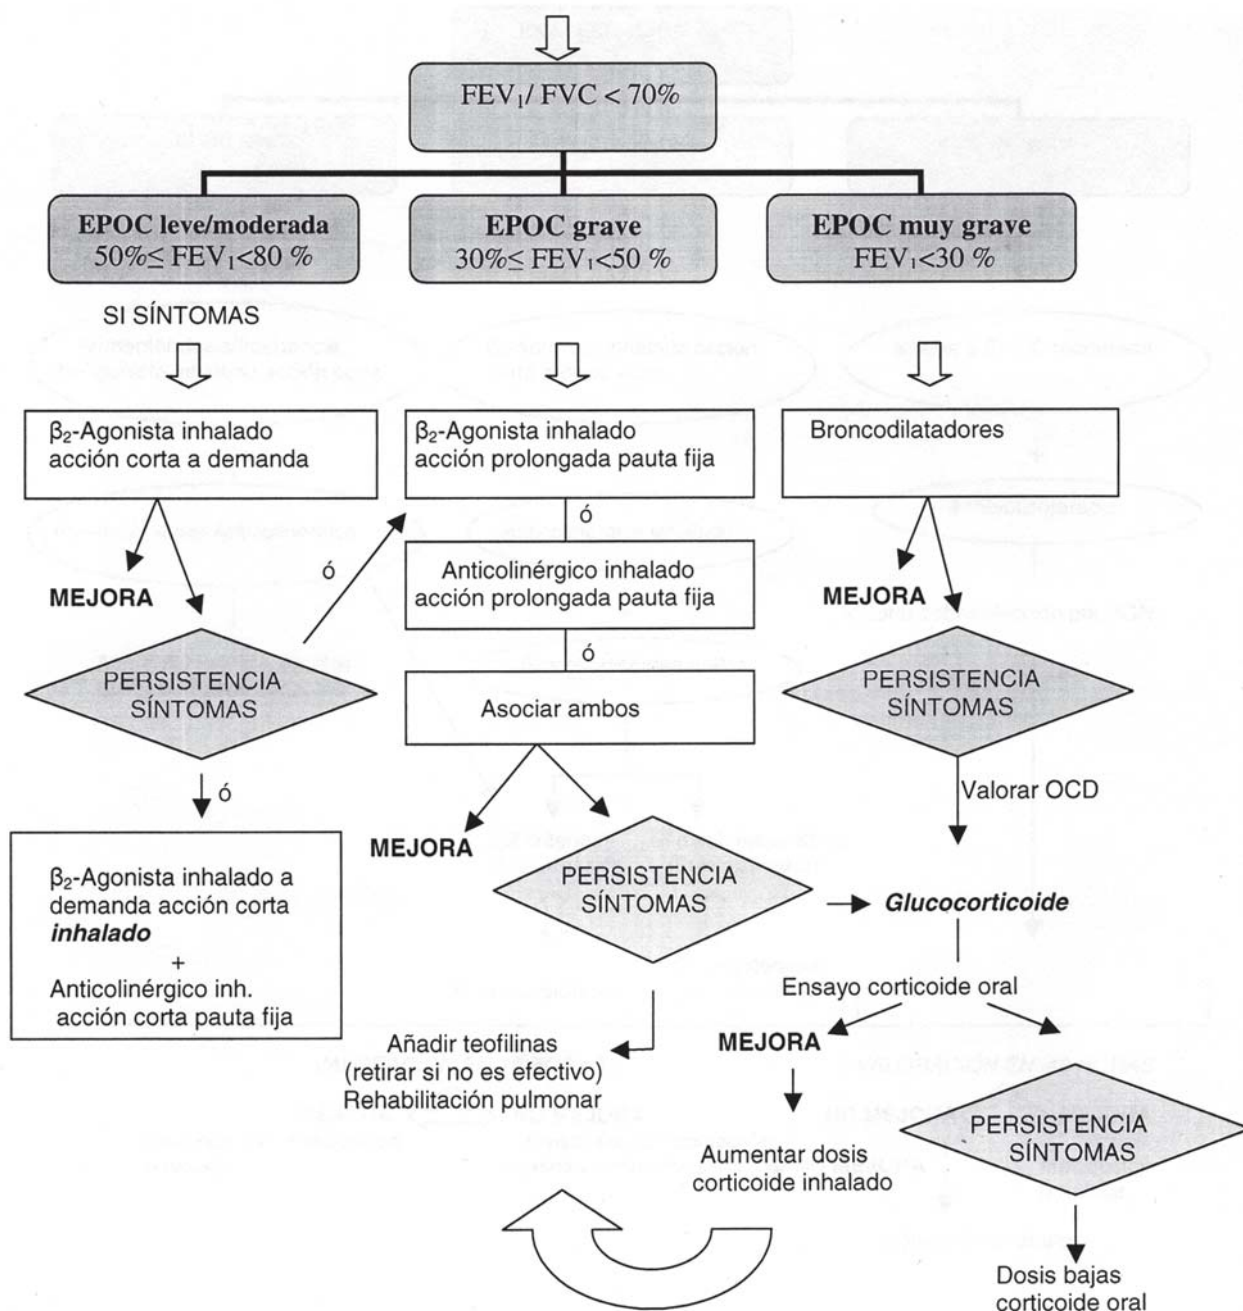 FEV₁/ FVC < 70%
EPOC leve/moderada
50%≤ FEV₁<80 %
EPOC grave
30%≤ FEV₁<50 %
EPOC muy grave
FEV₁<30 %
SI SÍNTOMAS
β₂-Agonista inhalado
acción corta a demanda
β₂-Agonista inhalado
acción prolongada pauta fija
Broncodilatadores
ó
Anticolinérgico inhalado
acción prolongada pauta fija
ó
MEJORA
MEJORA
ó
PERSISTENCIA
SÍNTOMAS
Asociar ambos
PERSISTENCIA
SÍNTOMAS
ó
Valorar OCD
MEJORA
β₂-Agonista inhalado a
demanda acción corta
inhalado
+
Anticolinérgico inh.
acción corta pauta fija
PERSISTENCIA
SÍNTOMAS
Glucocorticoide
Ensayo corticoide oral
Añadir teofilinas
(retirar si no es efectivo)
Rehabilitación pulmonar
MEJORA
PERSISTENCIA
SÍNTOMAS
Aumentar dosis
corticoide inhalado
Dosis bajas
corticoide oral